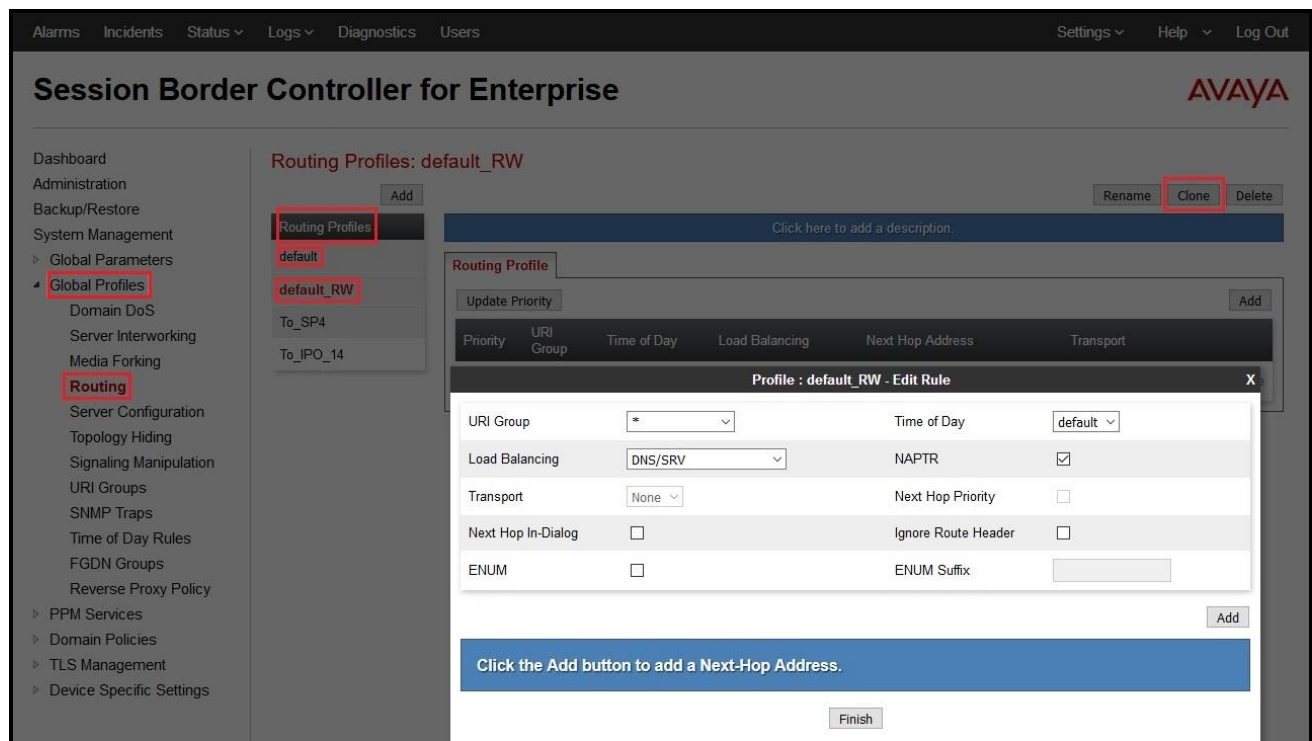 Alarms Incidents Status Logs Diagnostics Users Settings Help Log Out
Session Border Controller for Enterprise
AVAYA
Dashboard
Administration
Backup/Restore
System Management
Global Parameters
Global Profiles
Domain DoS
Server Interworking
Media Forking
Routing
Server Configuration
Topology Hiding
Signaling Manipulation
URI Groups
SNMP Traps
Time of Day Rules
FGDN Groups
Reverse Proxy Policy
PPM Services
Domain Policies
TLS Management
Device Specific Settings
Routing Profiles: default_RW
Add
Rename Clone Delete
Routing Profiles
default
default_RW
To_SP4
To_IPO_14
Click here to add a description.
Routing Profile
Update Priority Add
Priority URI Group Time of Day Load Balancing Next Hop Address Transport
Profile : default_RW - Edit Rule X
URI Group * Time of Day default
Load Balancing DNS/SRV NAPTR
Transport None Next Hop Priority
Next Hop In-Dialog Ignore Route Header
ENUM ENUM Suffix
Add
Click the Add button to add a Next-Hop Address.
Finish